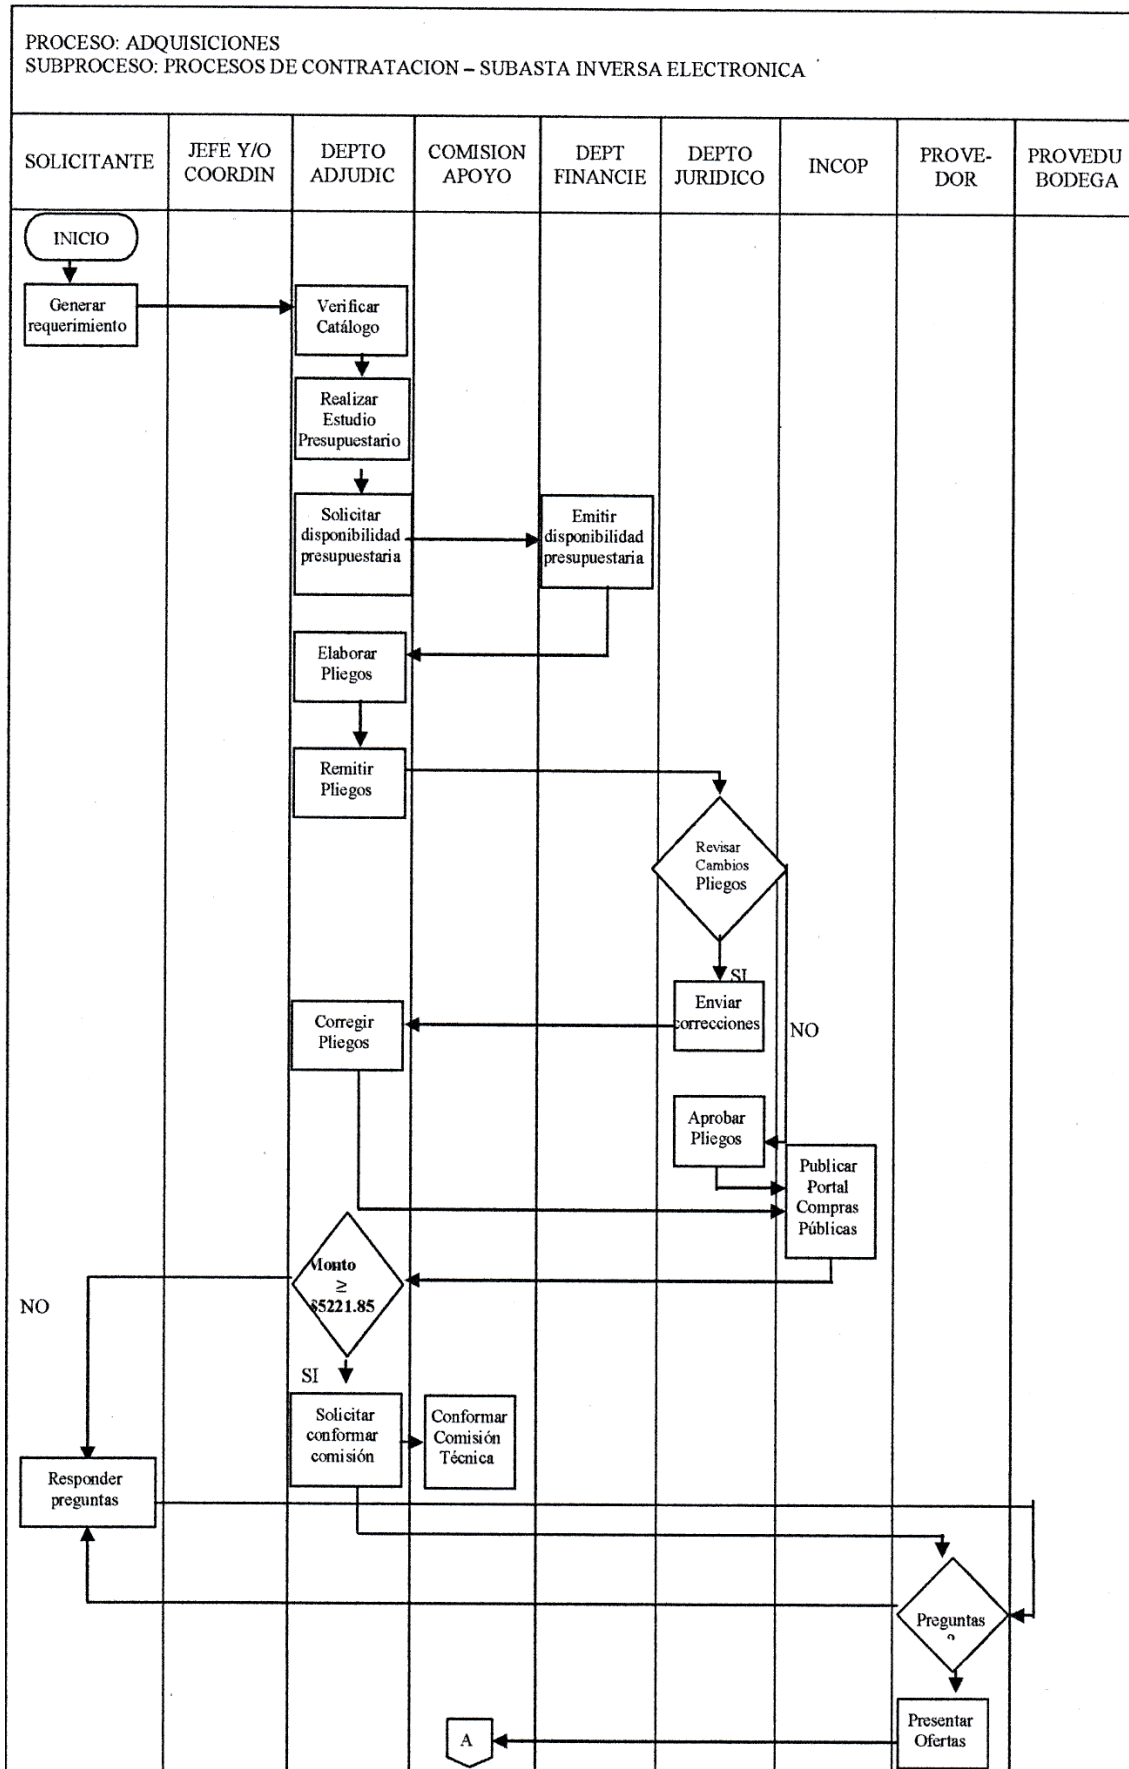 PROCESO: ADQUISICIONES
SUBPROCESO: PROCESOS DE CONTRATACION – SUBASTA INVERSA ELECTRONICA
SOLICITANTE
JEFE Y/O
COORDIN
DEPTO
ADJUDIC
COMISION
APOYO
DEPT
FINANCIE
DEPTO
JURIDICO
INCOP
PROVE-
DOR
PROVEDU
BODEGA
INICIO
Generar
requerimiento
Verificar
Catálogo
Realizar
Estudio
Presupuestario
Solicitar
disponibilidad
presupuestaria
Emitir
disponibilidad
presupuestaria
Elaborar
Pliegos
Remitir
Pliegos
Revisar
Cambios
Pliegos
SI
Enviar
correcciones
NO
Corregir
Pliegos
Aprobar
Pliegos
Publicar
Portal
Compras
Públicas
Monto
≥
$5221.85
NO
SI
Solicitar
conformar
comisión
Conformar
Comisión
Técnica
Responder
preguntas
Preguntas
?
Presentar
Ofertas
A